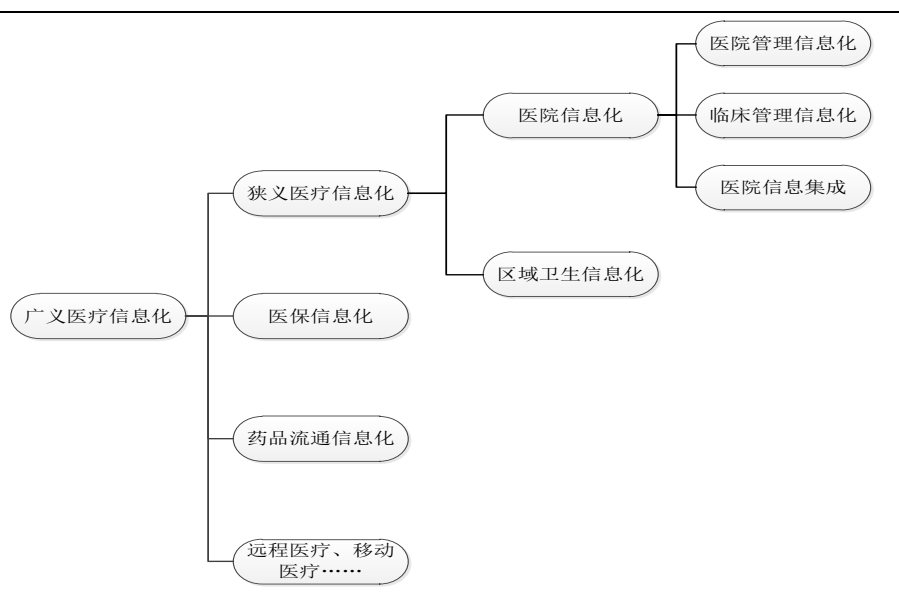 医院管理信息化
医院信息化
临床管理信息化
狭义医疗信息化
医院信息集成
区域卫生信息化
广义医疗信息化
医保信息化
药品流通信息化
远程医疗、移动
医疗……